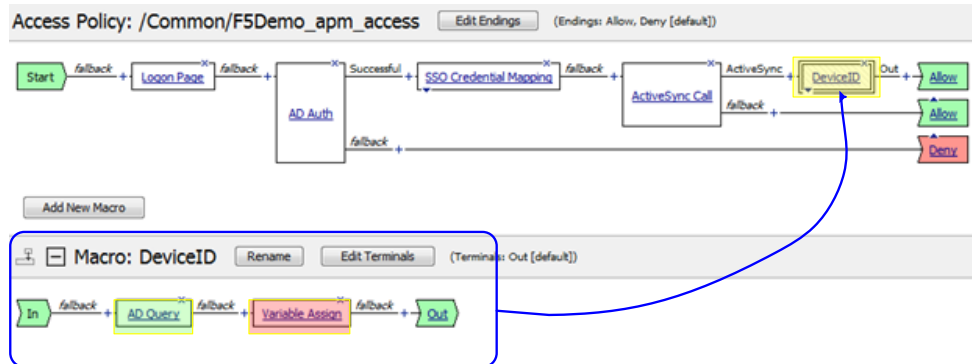 Access Policy: /Common/F5Demo_apm_access Edit Endings (Endings: Allow, Deny [default])
Start fallback + Logon Page fallback + AD Auth Successful + SSO Credential Mapping fallback + ActiveSync Call ActiveSync + DeviceID Out + Allow
fallback + Allow
fallback + Deny
Add New Macro
Macro: DeviceID Rename Edit Terminals (Terminals: Out [default])
In fallback + AD Query fallback + Variable Assign fallback + Out